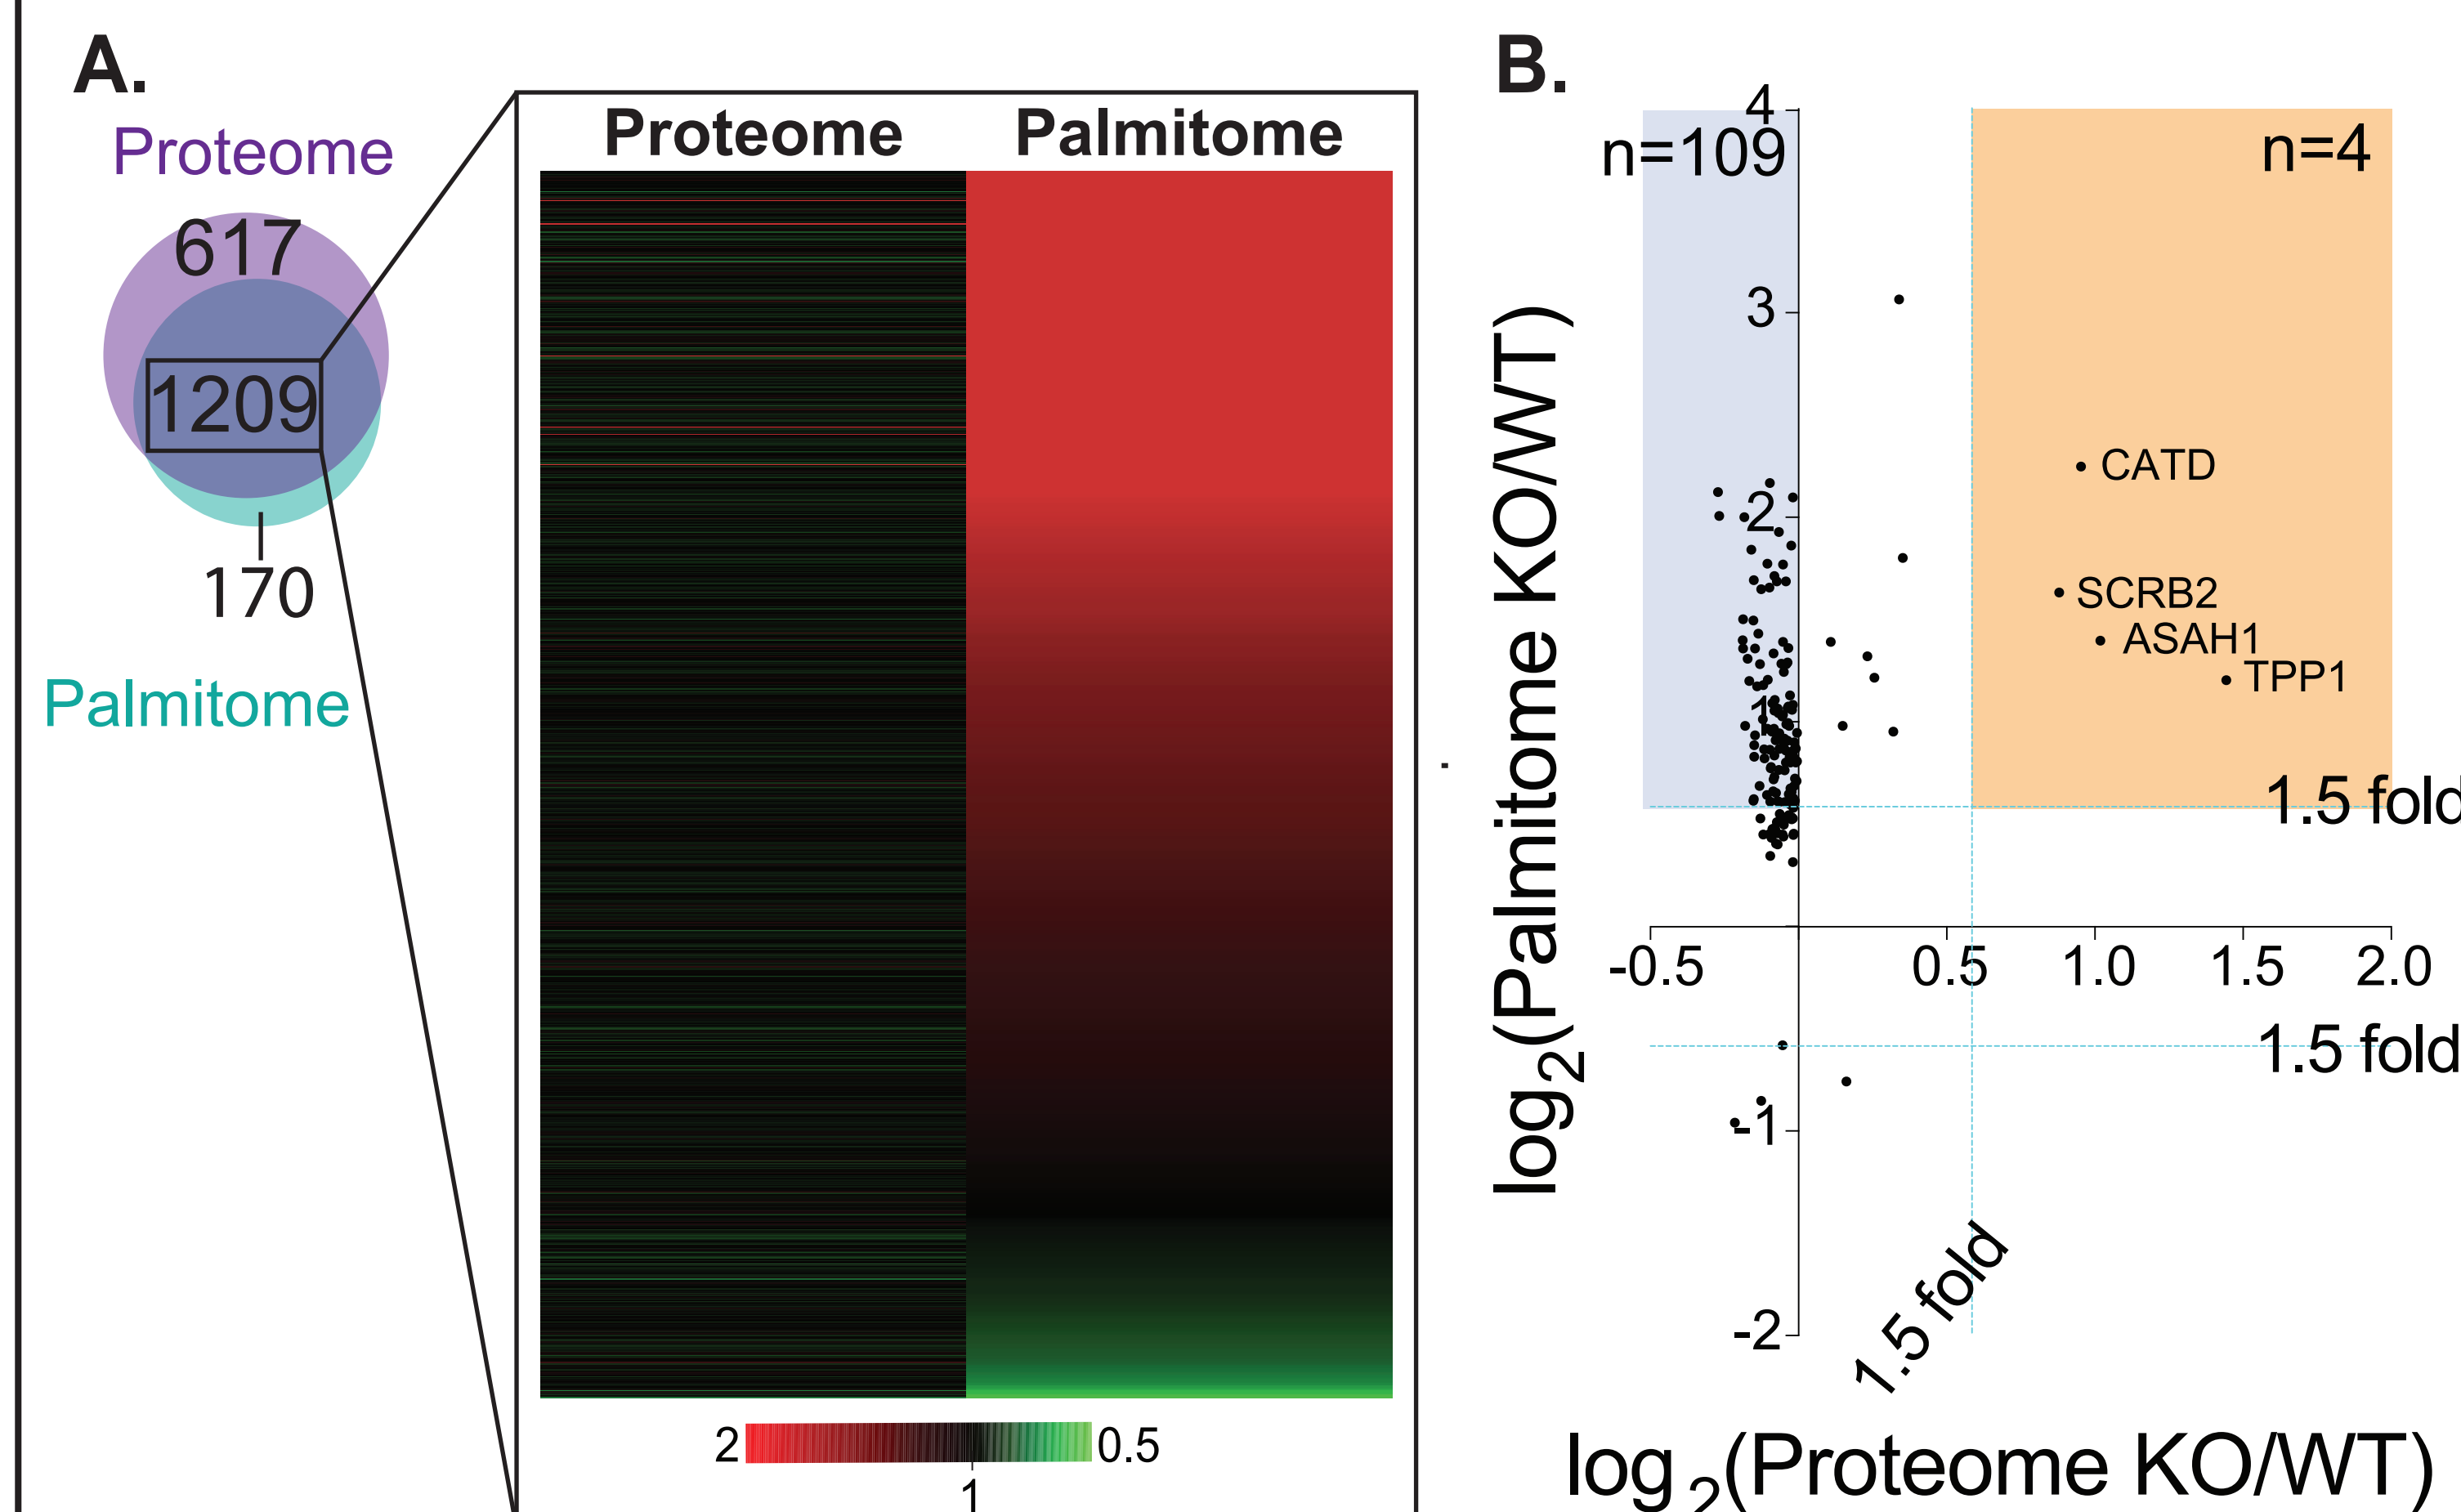 A.
Proteome
617
1209
170
Palmitome
Proteome Palmitome
2 0.5
1
B.
log2(Palmitome KO/WT)
n=109
n=4
4
3
2
1
-1
-2
CATD
SCRB2
ASAH1
TPP1
1.5 fold
-0.5 0.5 1.0 1.5 2.0
1.5 fold
1.5 fold
log2(Proteome KO/WT)